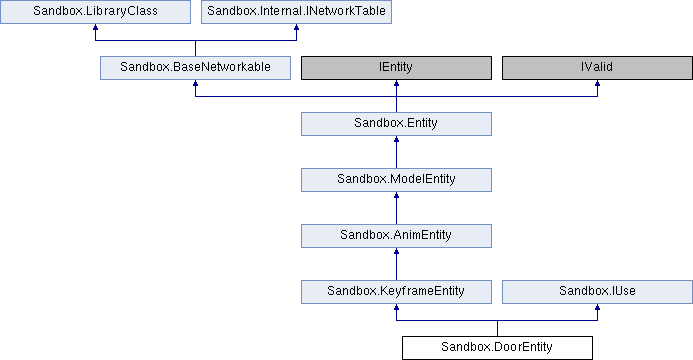 Sandbox.LibraryClass
Sandbox.Internal.INetworkTable
Sandbox.BaseNetworkable
IEntity
IValid
Sandbox.Entity
Sandbox.ModelEntity
Sandbox.AnimEntity
Sandbox.KeyframeEntity
Sandbox.IUse
Sandbox.DoorEntity